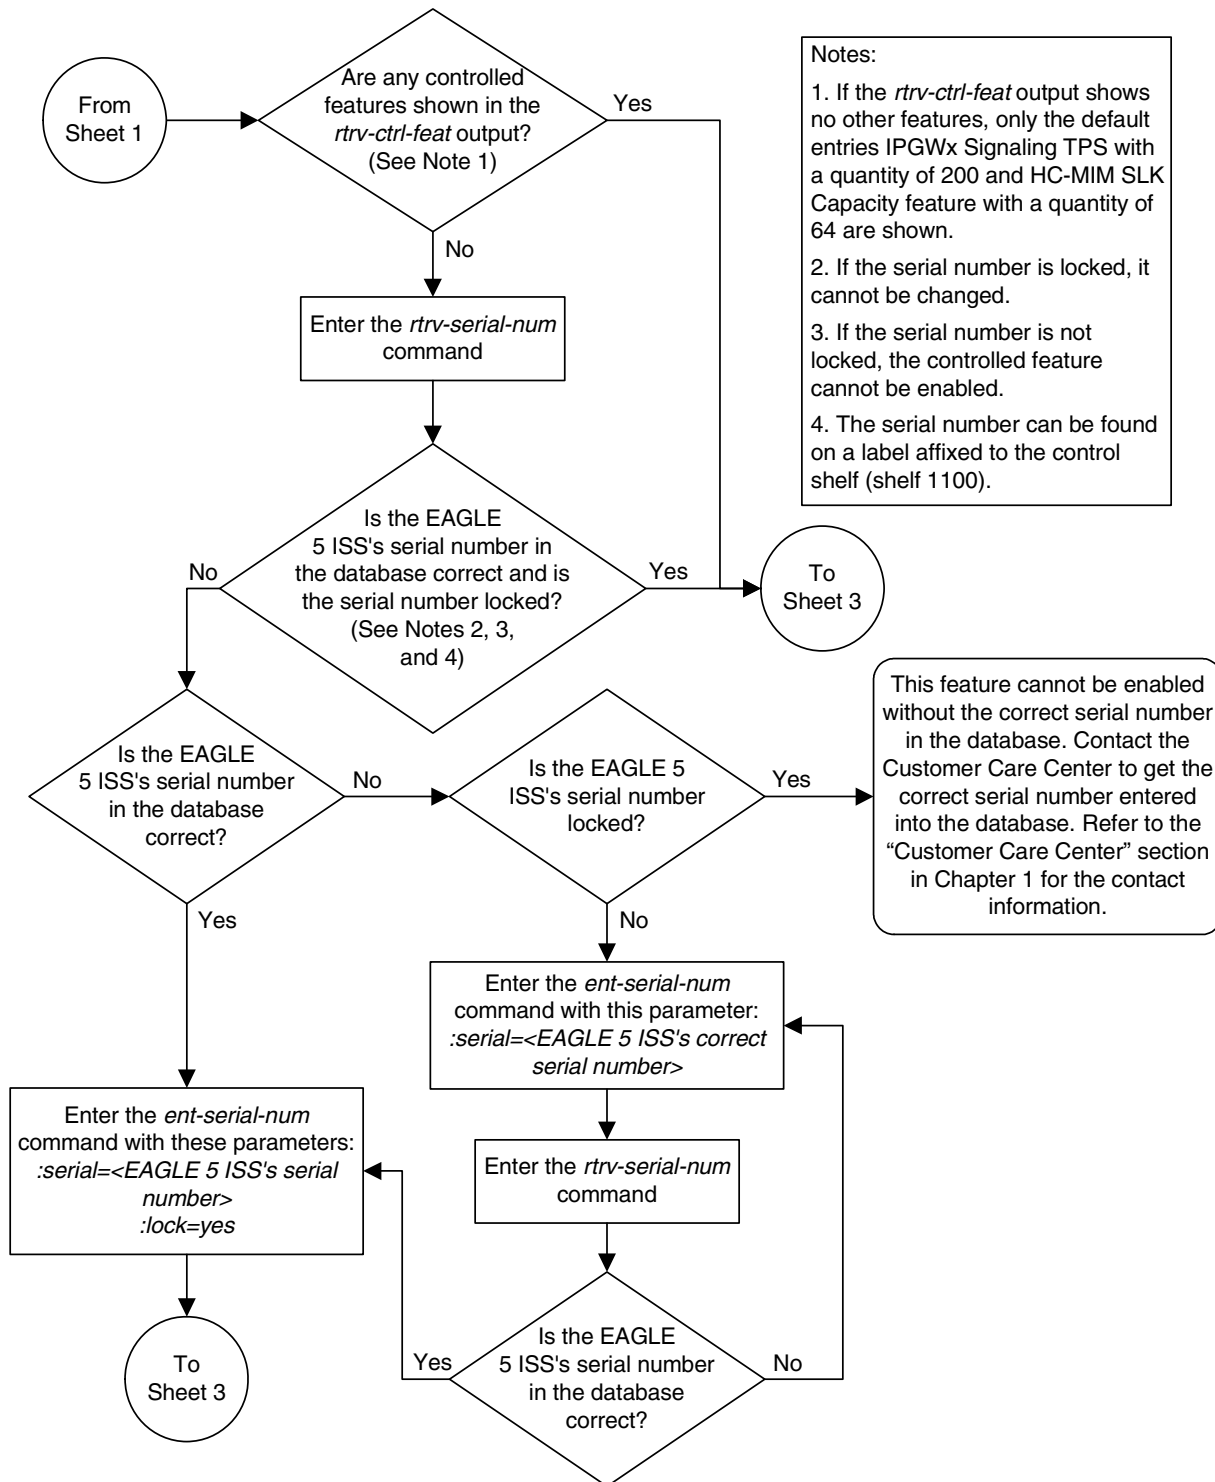 From
Sheet 1
Are any controlled
features shown in the
rtrv-ctrl-feat output?
(See Note 1)
Yes
No
Notes:
1. If the rtrv-ctrl-feat output shows
no other features, only the default
entries IPGWx Signaling TPS with
a quantity of 200 and HC-MIM SLK
Capacity feature with a quantity of
64 are shown.
2. If the serial number is locked, it
cannot be changed.
3. If the serial number is not
locked, the controlled feature
cannot be enabled.
4. The serial number can be found
on a label affixed to the control
shelf (shelf 1100).
Enter the rtrv-serial-num
command
Is the EAGLE
5 ISS's serial number in
the database correct and is
the serial number locked?
(See Notes 2, 3,
and 4)
No
Yes
To
Sheet 3
Is the EAGLE
5 ISS's serial number
in the database
correct?
No
Yes
Is the EAGLE 5
ISS's serial number
locked?
Yes
No
This feature cannot be enabled
without the correct serial number
in the database. Contact the
Customer Care Center to get the
correct serial number entered
into the database. Refer to the
“Customer Care Center” section
in Chapter 1 for the contact
information.
Enter the ent-serial-num
command with this parameter:
:serial=<EAGLE 5 ISS's correct
serial number>
Enter the ent-serial-num
command with these parameters:
:serial=<EAGLE 5 ISS's serial
number>
:lock=yes
Enter the rtrv-serial-num
command
Is the EAGLE
5 ISS's serial number
in the database
correct?
Yes
No
To
Sheet 3